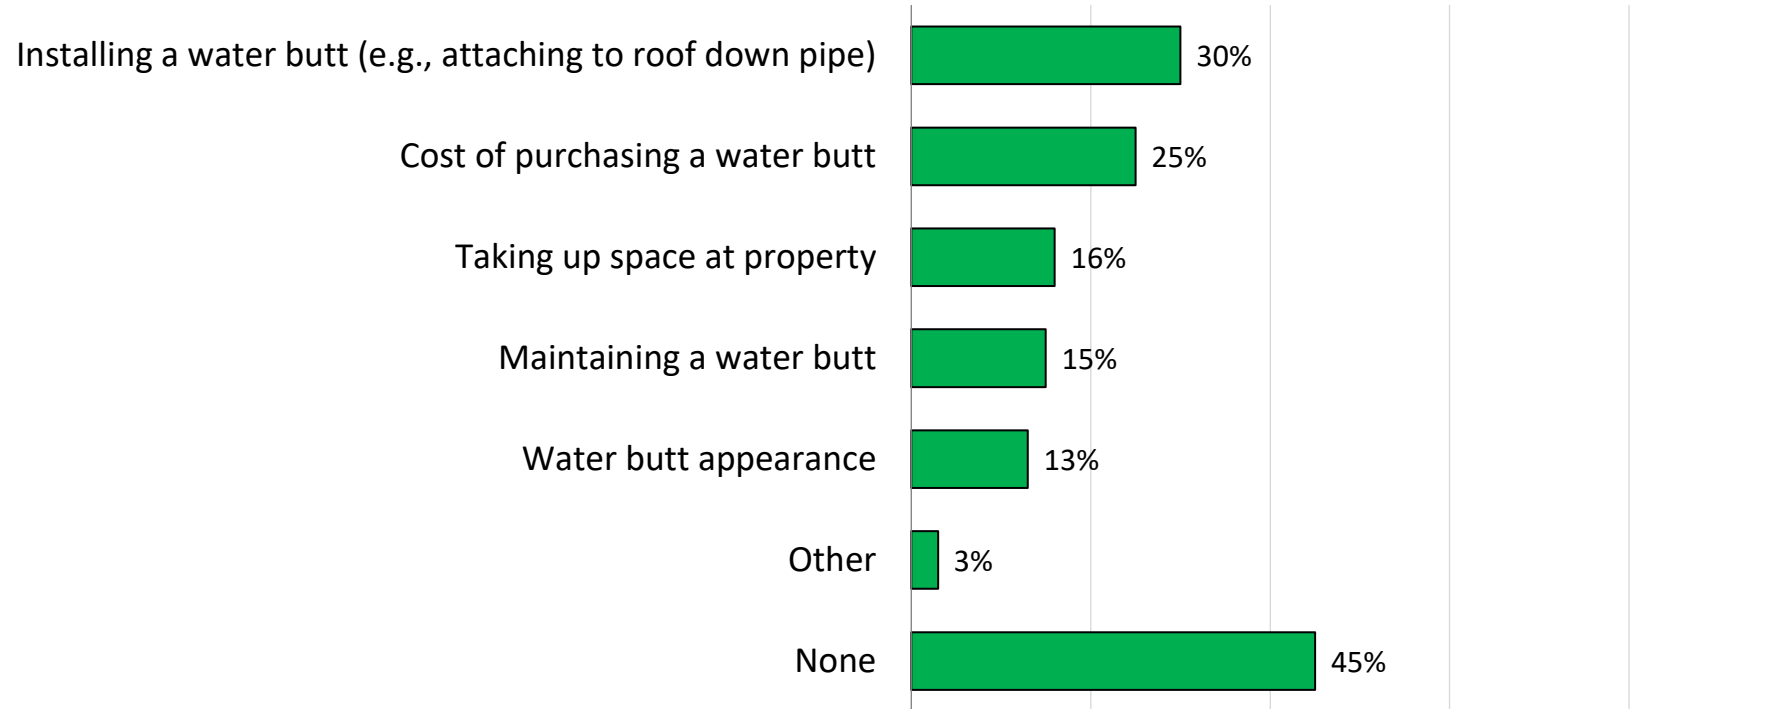 Installing a water butt (e.g., attaching to roof down pipe) 30%
Cost of purchasing a water butt 25%
Taking up space at property 16%
Maintaining a water butt 15%
Water butt appearance 13%
Other 3%
None 45%